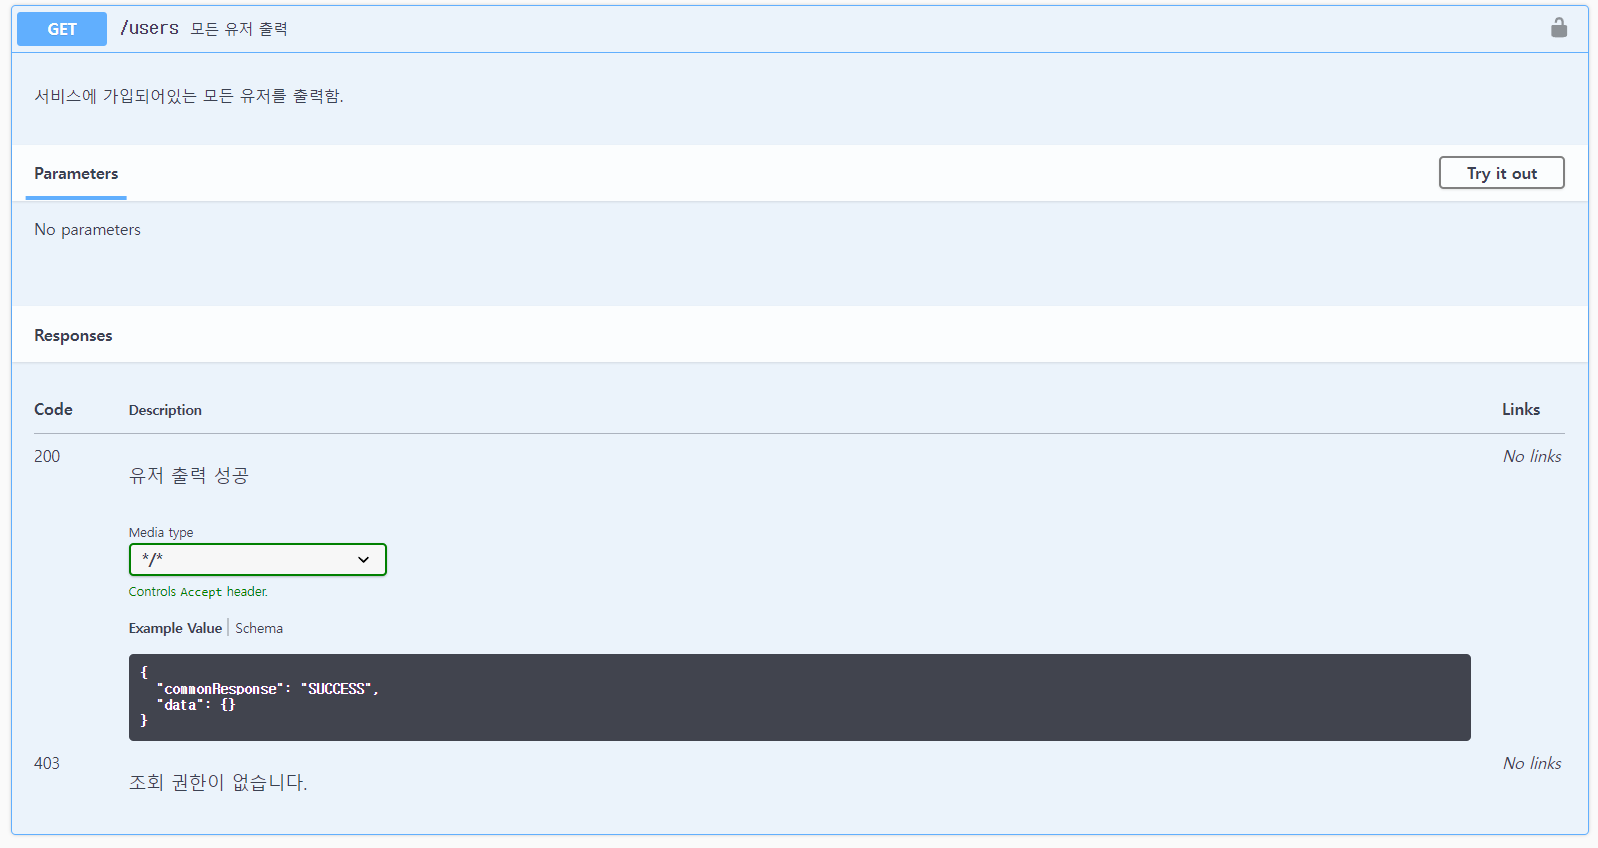 GET /users 모든 유저 출력
서비스에 가입되어있는 모든 유저를 출력함.
Parameters Try it out
No parameters
Responses
Code Description Links
200 유저 출력 성공 No links
Media type
*/*
Controls Accept header.
Example Value Schema
{
"commonResponse": "SUCCESS",
"data": {}
}
403 조회 권한이 없습니다. No links